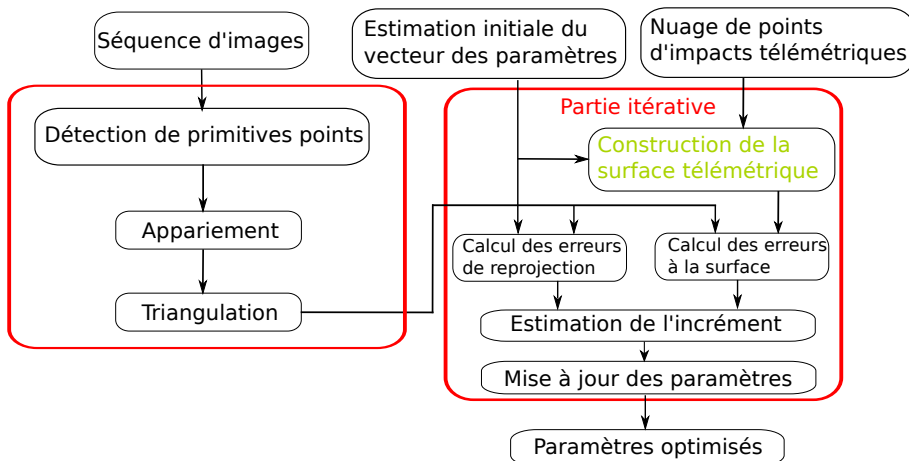 Séquence d'images
Estimation initiale du
vecteur des paramètres
Nuage de points
d'impacts télémétriques
Détection de primitives points
Appariement
Triangulation
Partie itérative
Construction de la
surface télémétrique
Calcul des erreurs
de reprojection
Calcul des erreurs
à la surface
Estimation de l'incrément
Mise à jour des paramètres
Paramètres optimisés